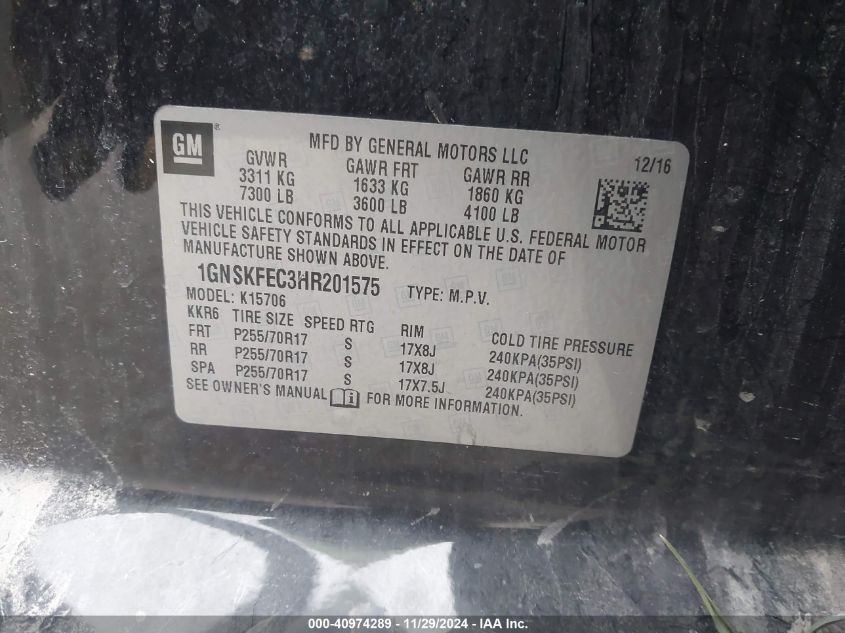 GM®
MFD BY GENERAL MOTORS LLC
12/16
GVWR GAWR FRT GAWR RR
3311 KG 1633 KG 1860 KG
7300 LB 3600 LB 4100 LB
THIS VEHICLE CONFORMS TO ALL APPLICABLE U.S. FEDERAL MOTOR
VEHICLE SAFETY STANDARDS IN EFFECT ON THE DATE OF
MANUFACTURE SHOWN ABOVE.
1GNSKFEC3HR201575 TYPE: M.P.V.
MODEL: K15706
KKR6 TIRE SIZE SPEED RTG RIM COLD TIRE PRESSURE
FRT P255/70R17 S 17X8J 240KPA(35PSI)
RR P255/70R17 S 17X8J 240KPA(35PSI)
SPA P255/70R17 S 17X7.5J 240KPA(35PSI)
SEE OWNER'S MANUAL FOR MORE INFORMATION.
000-40974289 - 11/29/2024 - IAA Inc.